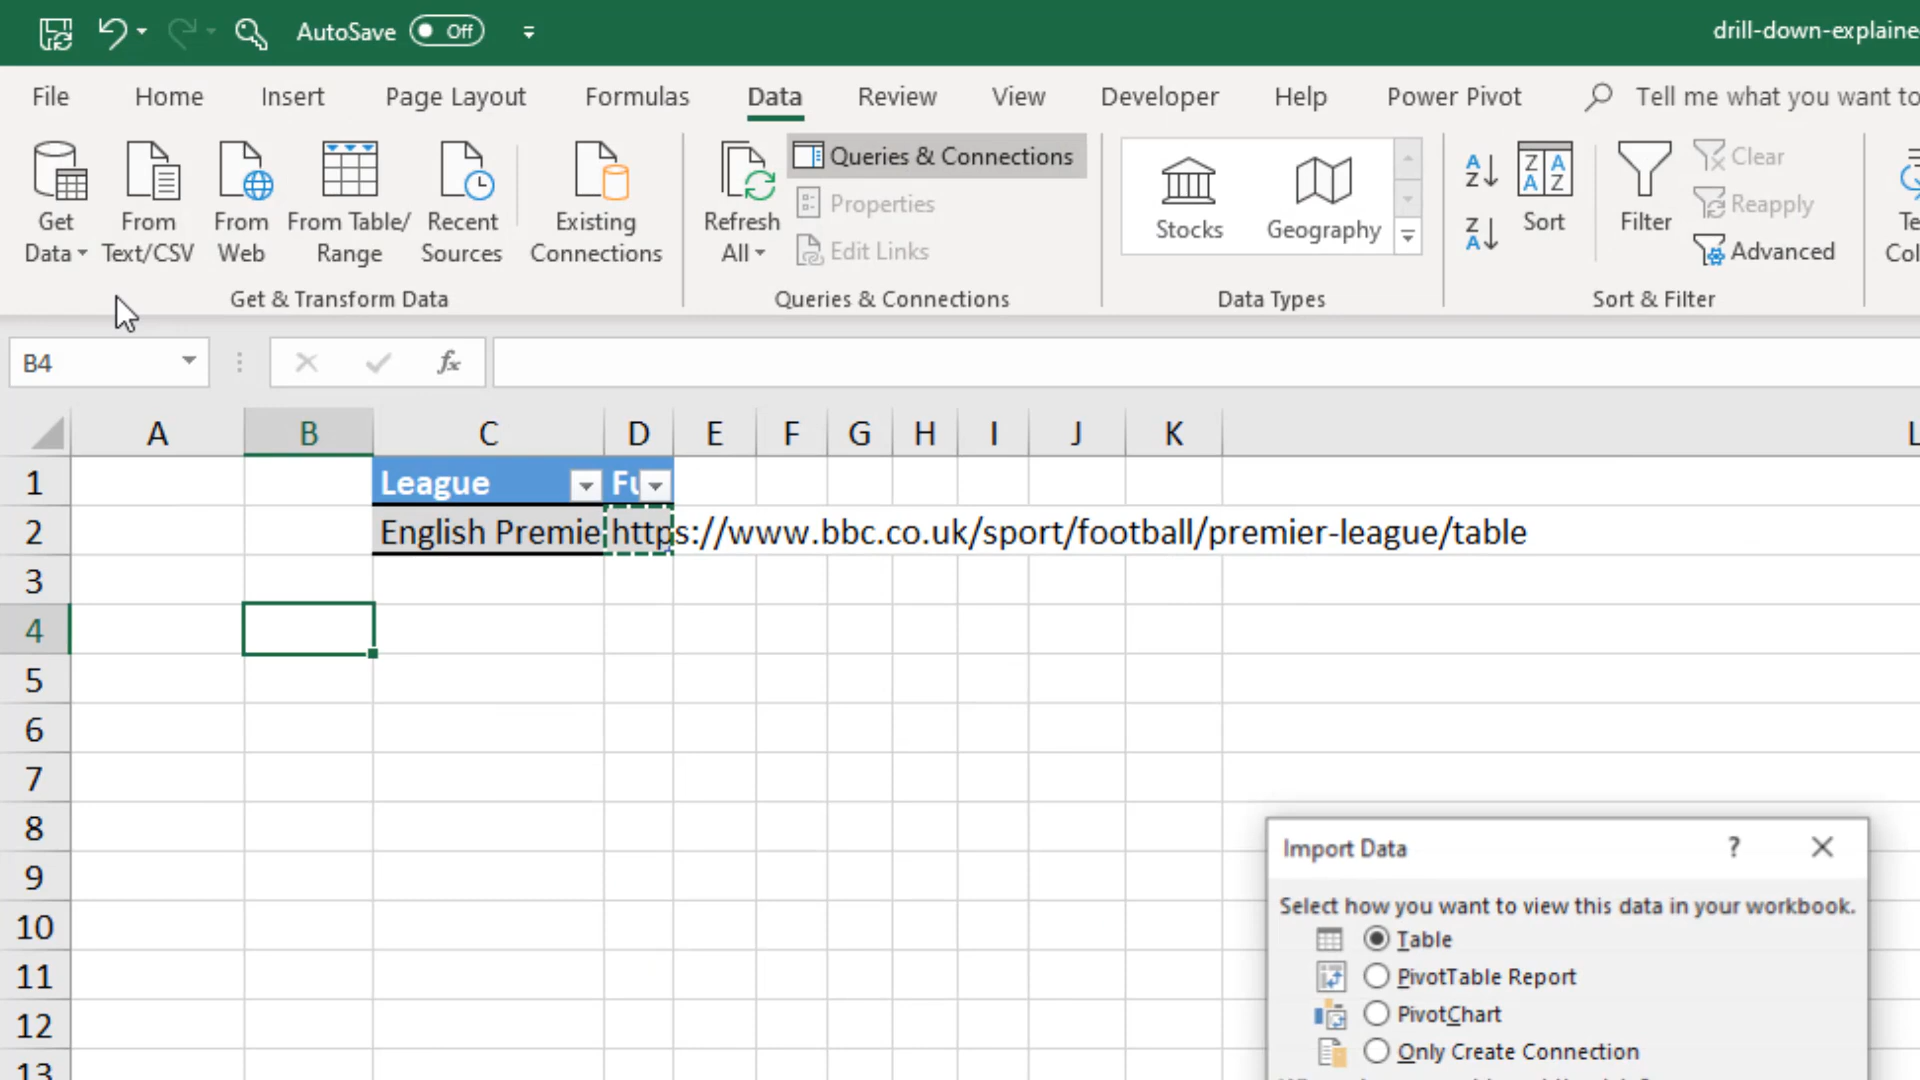 AutoSave Off drill-down-explaine
File Home Insert Page Layout Formulas Data Review View Developer Help Power Pivot Tell me what you want to
Get Data
From Text/CSV
From Web
From Table/ Range
Recent Sources
Existing Connections
Get & Transform Data
Refresh All
Queries & Connections
Properties
Edit Links
Queries & Connections
Stocks
Geography
Data Types
A Z
Z A
Z A A Z
Sort
Filter
Clear
Reapply
Advanced
Sort & Filter
Te
Col
B4 fx
A B C D E F G H I J K L
1 League Fu
2 English Premie https://www.bbc.co.uk/sport/football/premier-league/table
3
4
5
6
7
8
9
10
11
12
13
Import Data ?
Select how you want to view this data in your workbook.
Table
PivotTable Report
PivotChart
Only Create Connection